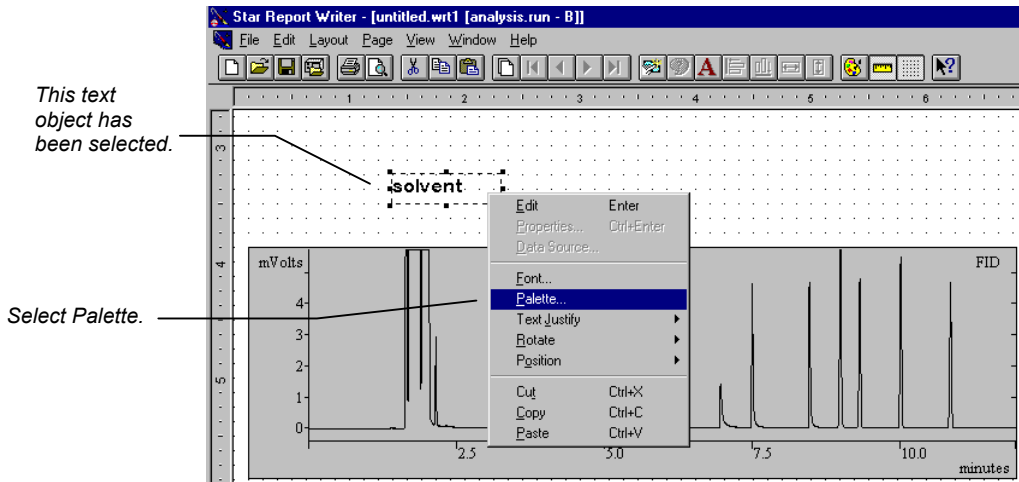 Star Report Writer - [untitled.wrt1 [analysis.run - B]]
File Edit Layout Page View Window Help
1 2 3 4 5 6
This text
object has
been selected.
3
solvent
Edit Enter
Properties... Ctrl+Enter
Data Source...
Font...
Palette...
Text Justify
Rotate
Position
Cut Ctrl+X
Copy Ctrl+C
Paste Ctrl+V
Select Palette.
4
5
mVolts
FID
4
3
2
1
0
2.5 5.0 7.5 10.0
minutes